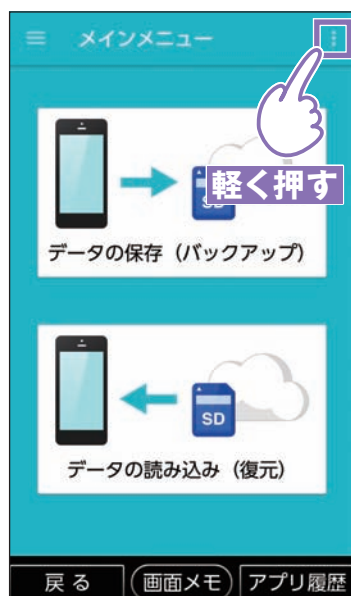 メインメニュー
軽く押す
SD
データの保存（バックアップ）
SD
データの読み込み（復元）
戻る
画面メモ
アプリ履歴